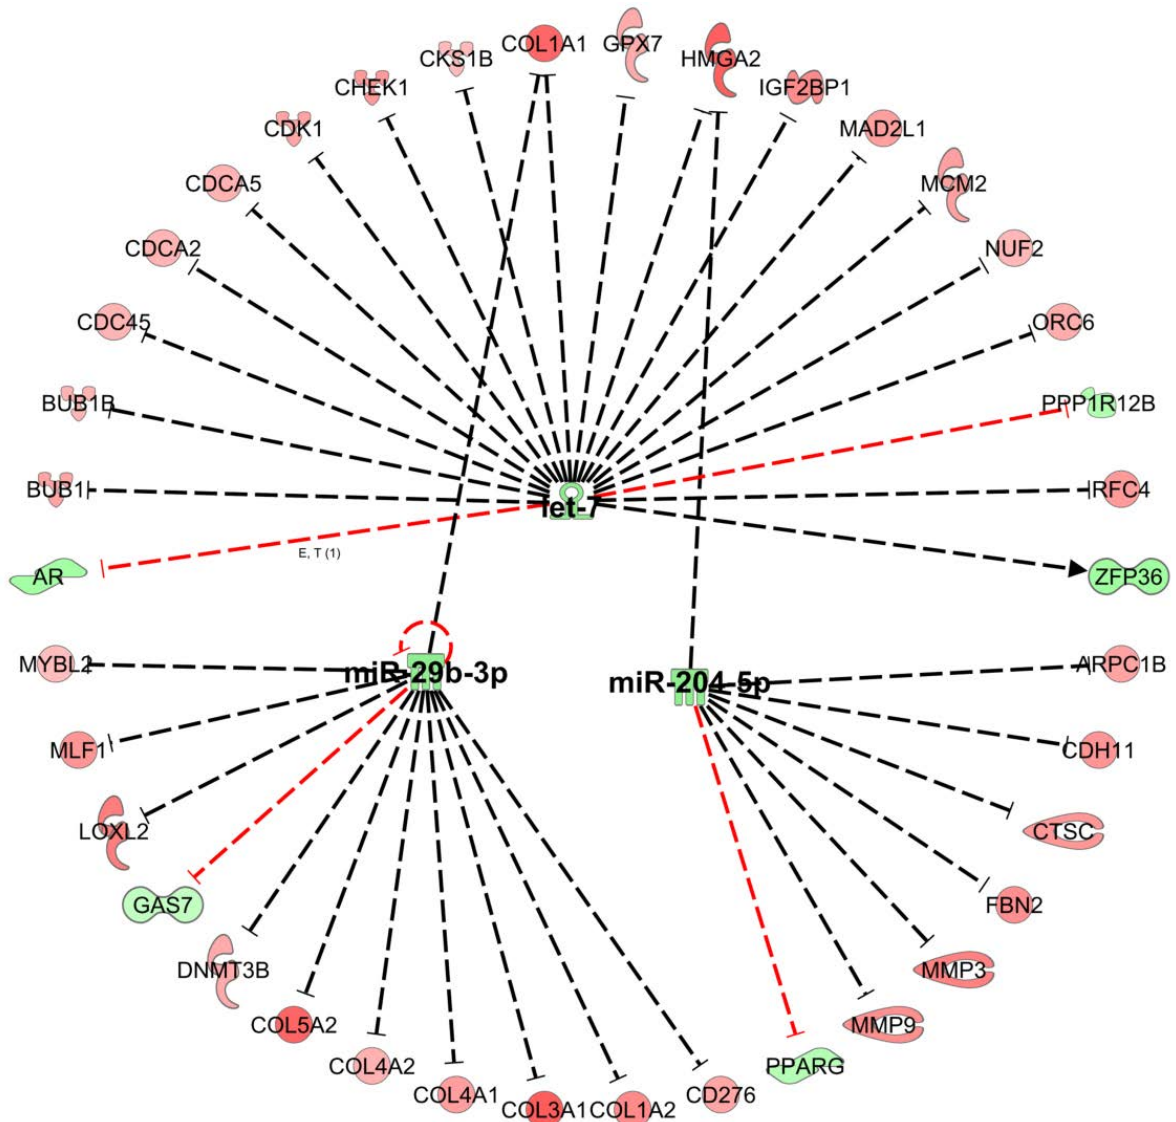 COL1A1
GPX7
CKS1B
HMGA2
CHEK1
IGF2BP1
CDK1
MAD2L1
CDCA5
MCM2
CDCA2
NUF2
CDC45
ORC6
BUB1B
PPP1R12B
BUB1
let-7
RFC4
E, T (1)
AR
ZFP36
MYBL2
miR-29b-3p
miR-204-5p
ARPC1B
MLF1
CDH11
LOXL2
CTSC
GAS7
FBN2
DNMT3B
MMP3
COL5A2
MMP9
COL4A2
PPARG
COL4A1
CD276
COL3A1
COL1A2